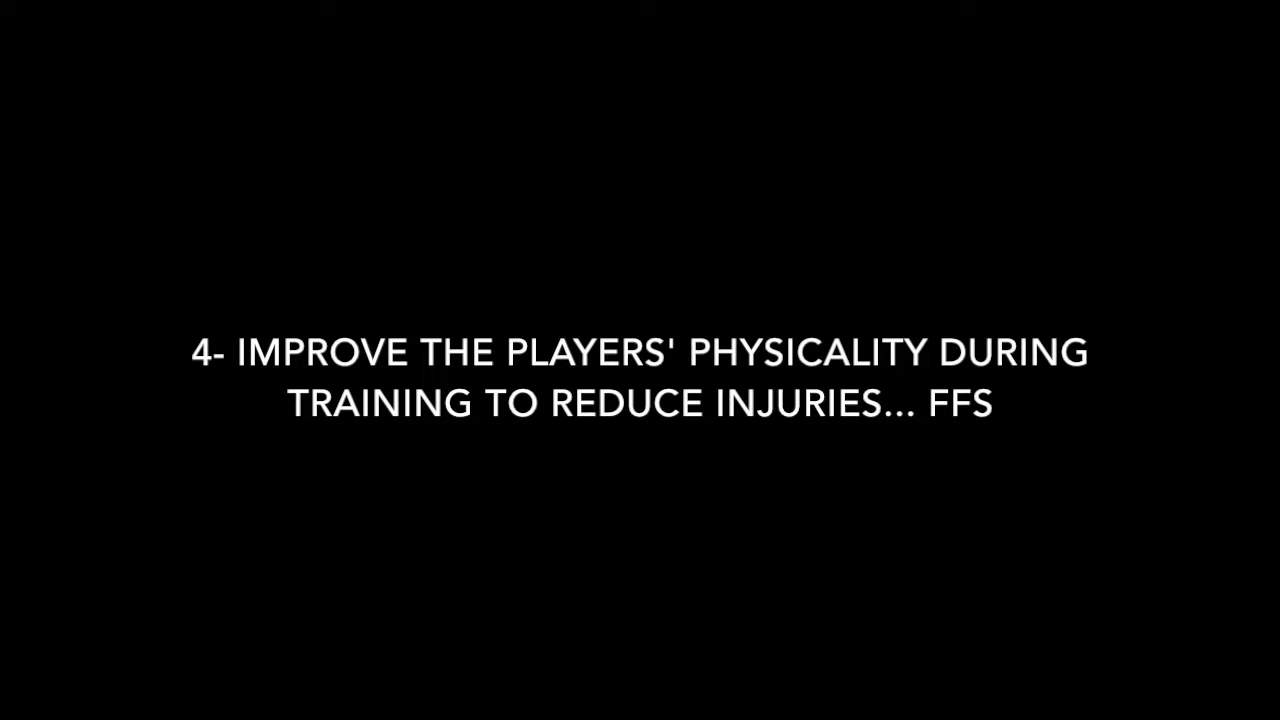 4- IMPROVE THE PLAYERS' PHYSICALITY DURING
TRAINING TO REDUCE INJURIES... FFS